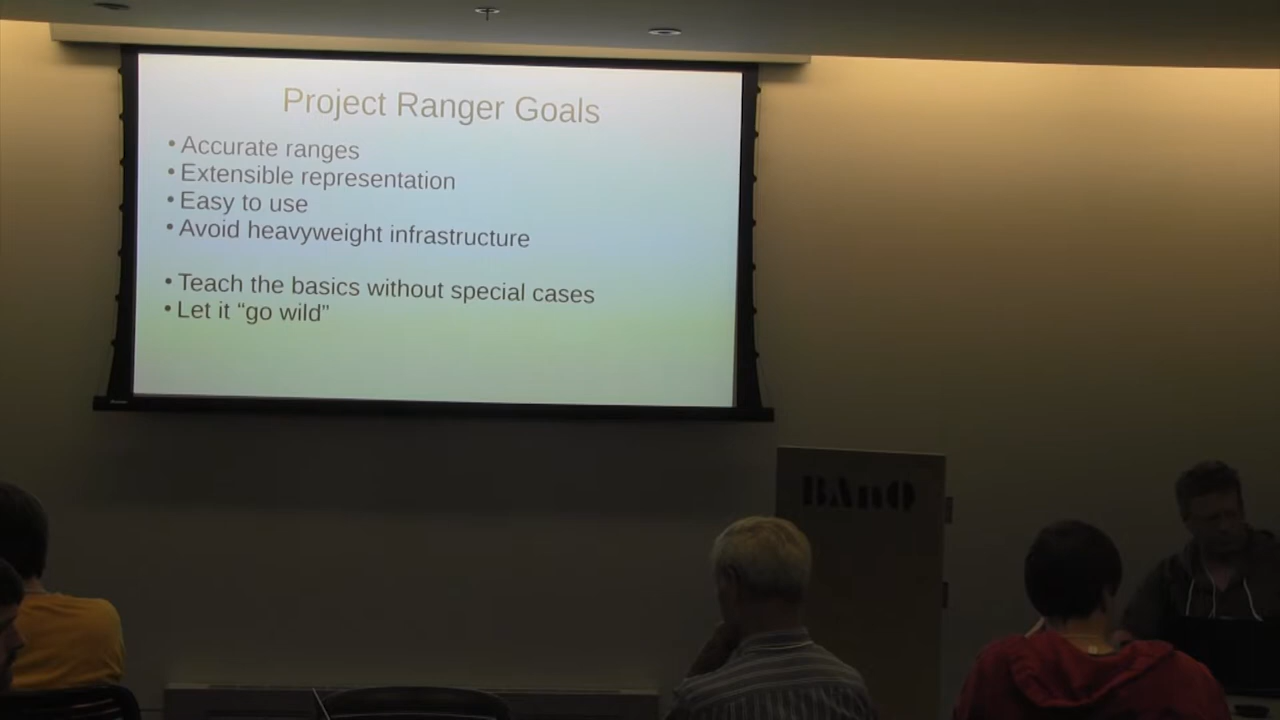 Project Ranger Goals
• Accurate ranges
• Extensible representation
• Easy to use
• Avoid heavyweight infrastructure
• Teach the basics without special cases
• Let it “go wild”
BAnQ